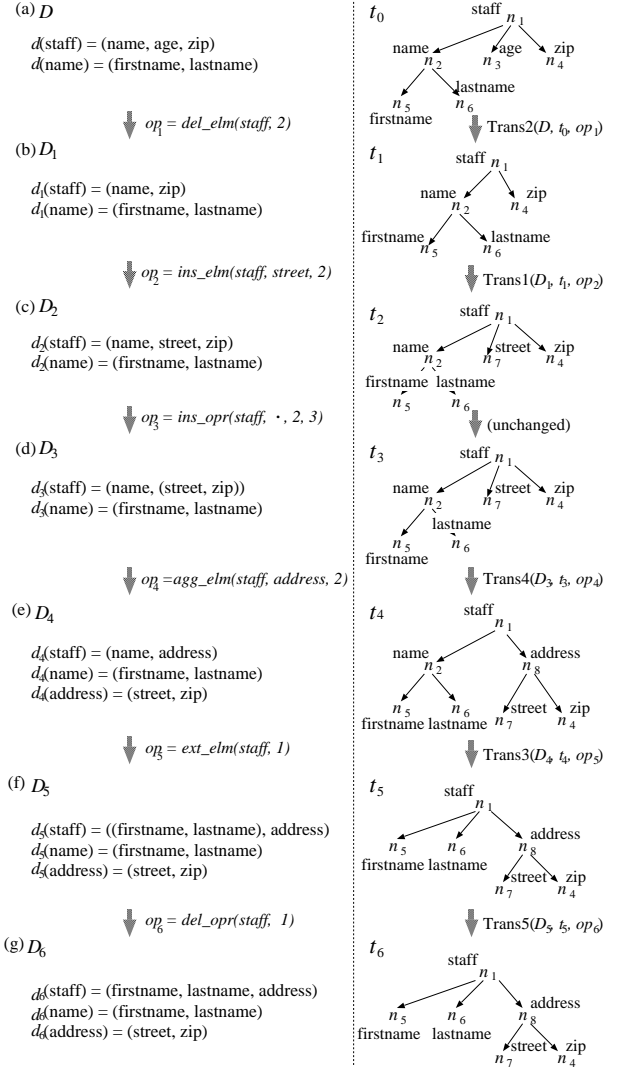 (a) D
d(staff) = (name, age, zip)
d(name) = (firstname, lastname)
op1 = del_elm(staff, 2)
(b) D1
d1(staff) = (name, zip)
d1(name) = (firstname, lastname)
op2 = ins_elm(staff, street, 2)
(c) D2
d2(staff) = (name, street, zip)
d2(name) = (firstname, lastname)
op3 = ins_opr(staff, ·, 2, 3)
(d) D3
d3(staff) = (name, (street, zip))
d3(name) = (firstname, lastname)
op4 =agg_elm(staff, address, 2)
(e) D4
d4(staff) = (name, address)
d4(name) = (firstname, lastname)
d4(address) = (street, zip)
op5 = ext_elm(staff, 1)
(f) D5
d5(staff) = ((firstname, lastname), address)
d5(name) = (firstname, lastname)
d5(address) = (street, zip)
op6 = del_opr(staff, 1)
(g) D6
d6(staff) = (firstname, lastname, address)
d6(name) = (firstname, lastname)
d6(address) = (street, zip)
t0
staff n1
name age zip
n2 n3 n4
lastname
n5 n6
firstname
Trans2(D, t0, op1)
t1
staff n1
name zip
n2 n4
firstname lastname
n5 n6
Trans1(D1, t1, op2)
t2
staff n1
name street zip
n2 n7 n4
firstname lastname
n5 n6
(unchanged)
t3
staff n1
name street zip
n2 n7 n4
lastname
n5 n6
firstname
Trans4(D3, t3, op4)
t4
staff
n1
name address
n2 n8
n5 n6 street zip
firstname lastname n7 n4
Trans3(D4, t4, op5)
t5
staff
n1
address
n5 n6 n8
firstname lastname street zip
n7 n4
Trans5(D5, t5, op6)
t6
staff
n1
address
n5 n6 n8
firstname lastname street zip
n7 n4